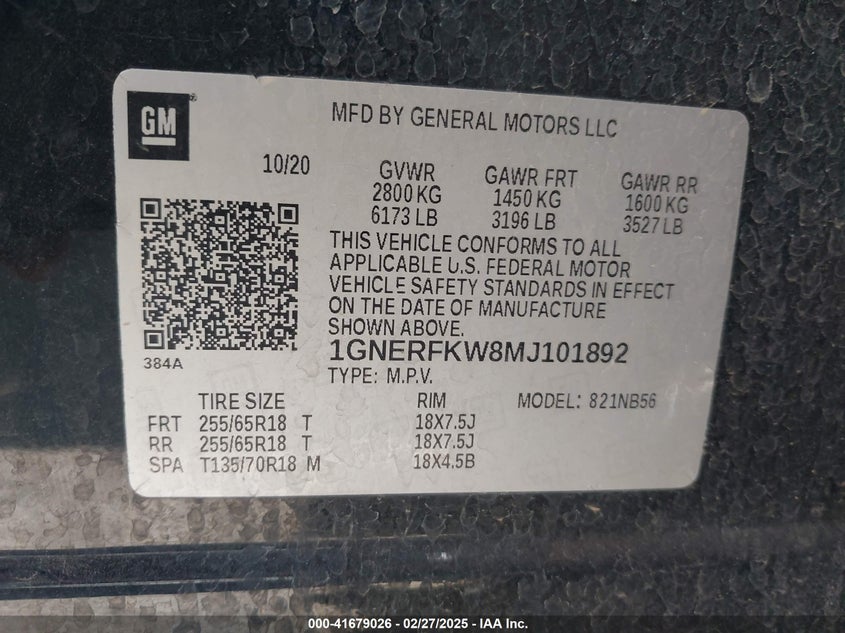 GM
MFD BY GENERAL MOTORS LLC
10/20 GVWR GAWR FRT GAWR RR
2800 KG 1450 KG 1600 KG
6173 LB 3196 LB 3527 LB
THIS VEHICLE CONFORMS TO ALL
APPLICABLE U.S. FEDERAL MOTOR
VEHICLE SAFETY STANDARDS IN EFFECT
ON THE DATE OF MANUFACTURE
SHOWN ABOVE.
384A 1GNERFKW8MJ101892
TYPE: M.P.V.
TIRE SIZE RIM MODEL: 821NB56
FRT 255/65R18 T 18X7.5J
RR 255/65R18 T 18X7.5J
SPA T135/70R18 M 18X4.5B
000-41679026 - 02/27/2025 - IAA Inc.